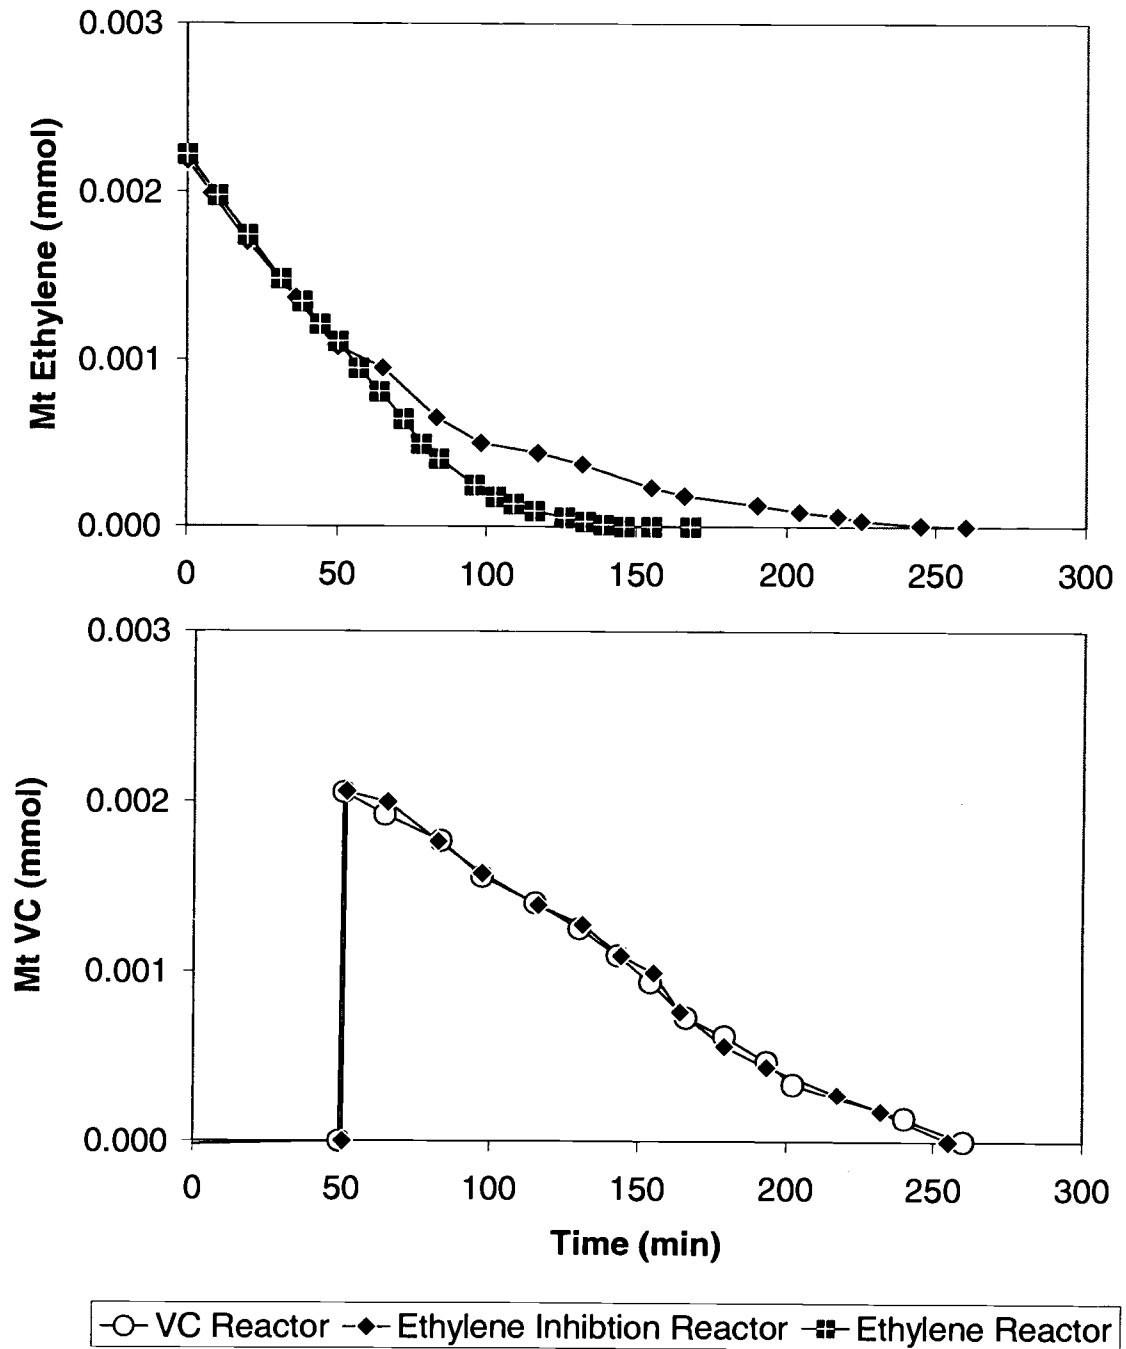 0.003
0.002
0.001
0.000
Mt Ethylene (mmol)
0 50 100 150 200 250 300
0.003
0.002
0.001
0.000
Mt VC (mmol)
0 50 100 150 200 250 300
Time (min)
VC Reactor Ethylene Inhibtion Reactor Ethylene Reactor